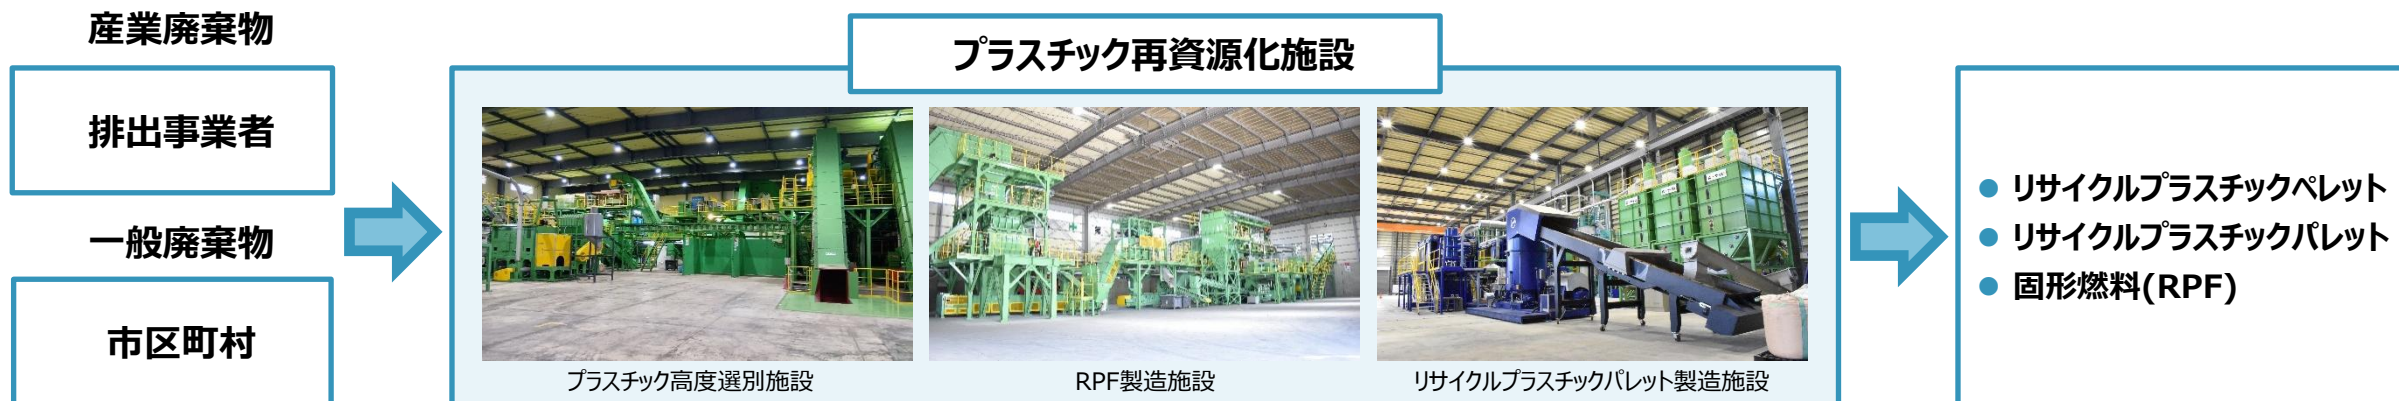 産業廃棄物
排出事業者
一般廃棄物
市区町村
プラスチック再資源化施設
プラスチック高度選別施設
RPF製造施設
リサイクルプラスチックパレット製造施設
● リサイクルプラスチックペレット
● リサイクルプラスチックパレット
● 固形燃料(RPF)